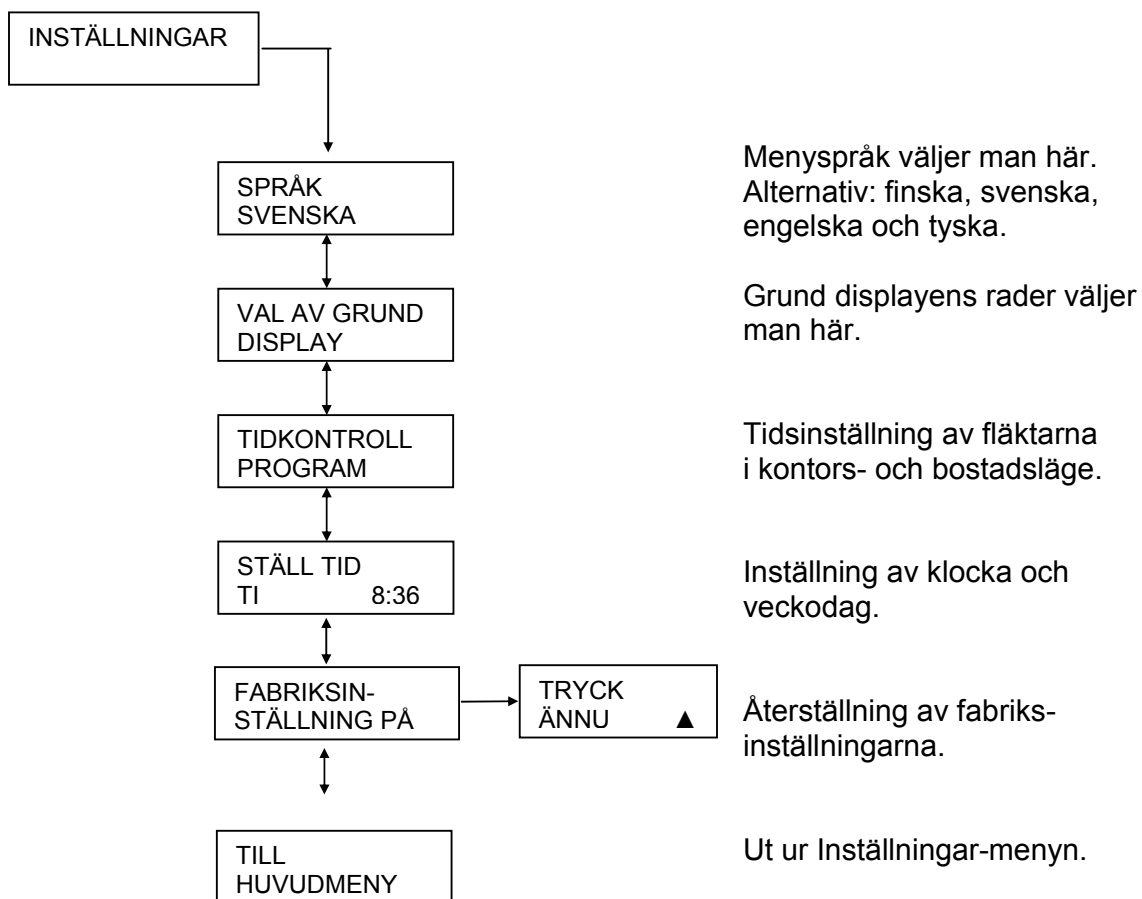 INSTÄLLNINGAR
SPRÅK
SVENSKA
Menyspråk väljer man här.
Alternativ: finska, svenska,
engelska och tyska.
VAL AV GRUND
DISPLAY
Grund displayens rader väljer
man här.
TIDKONTROLL
PROGRAM
Tidsinställning av fläktarna
i kontors- och bostadsläge.
STÄLL TID
TI 8:36
Inställning av klocka och
veckodag.
FABRIKSIN-
STÄLLNING PÅ
TRYCK
ÄNNU ▲
Återställning av fabriks-
inställningarna.
TILL
HUVUDMENY
Ut ur Inställningar-menyn.